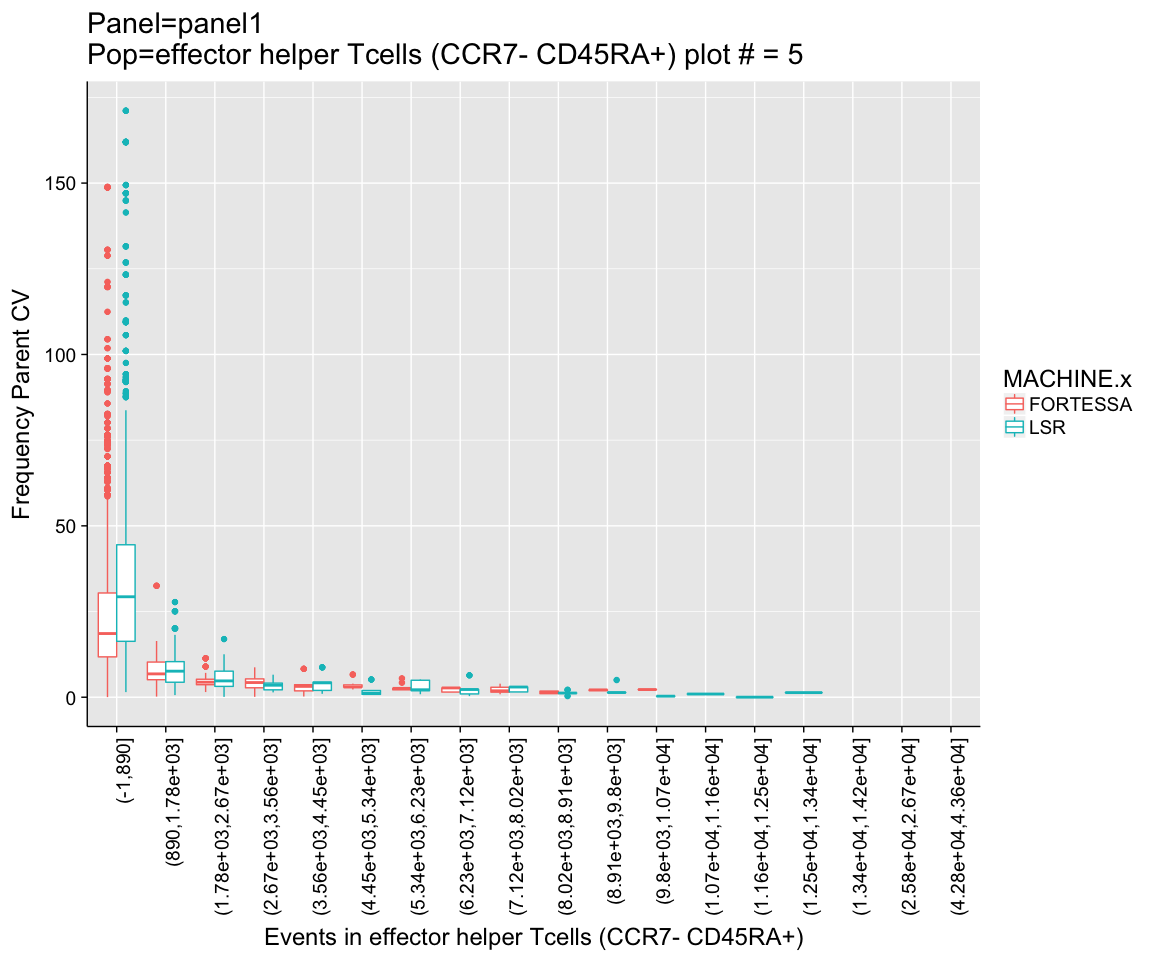 Panel=panel1
Pop=effector helper Tcells (CCR7- CD45RA+) plot # = 5
Frequency Parent CV
150
100
50
0
(-1,890]
(890,1.78e+03]
(1.78e+03,2.67e+03]
(2.67e+03,3.56e+03]
(3.56e+03,4.45e+03]
(4.45e+03,5.34e+03]
(5.34e+03,6.23e+03]
(6.23e+03,7.12e+03]
(7.12e+03,8.02e+03]
(8.02e+03,8.91e+03]
(8.91e+03,9.8e+03]
(9.8e+03,1.07e+04]
(1.07e+04,1.16e+04]
(1.16e+04,1.25e+04]
(1.25e+04,1.34e+04]
(1.34e+04,1.42e+04]
(2.58e+04,2.67e+04]
(4.28e+04,4.36e+04]
Events in effector helper Tcells (CCR7- CD45RA+)
MACHINE.x
FORTESSA
LSR